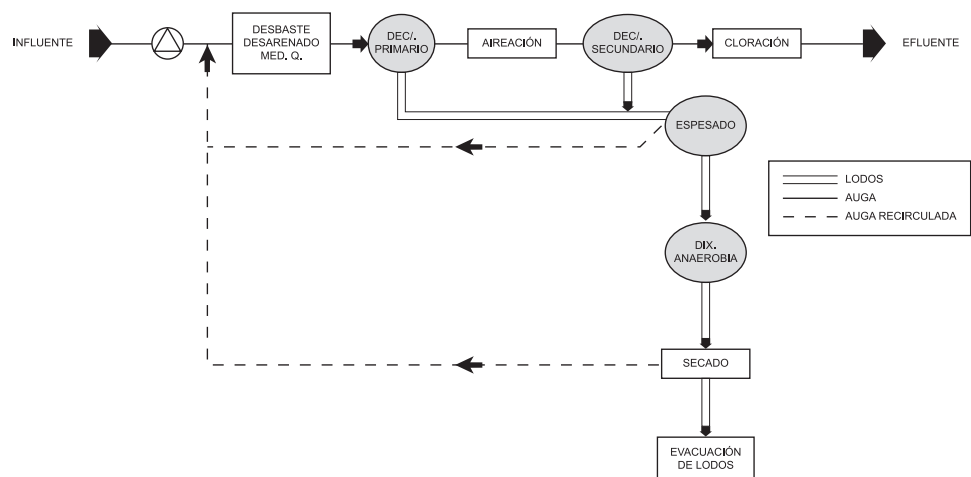 INFLUENTE
DESBASTE
DESARENADO
MED. Q.
DEC/.
PRIMARIO
AIREACIÓN
DEC/.
SECUNDARIO
CLORACIÓN
EFLUENTE
ESPESADO
LODOS
AUGA
AUGA RECIRCULADA
DIX.
ANAEROBIA
SECADO
EVACUACIÓN
DE LODOS